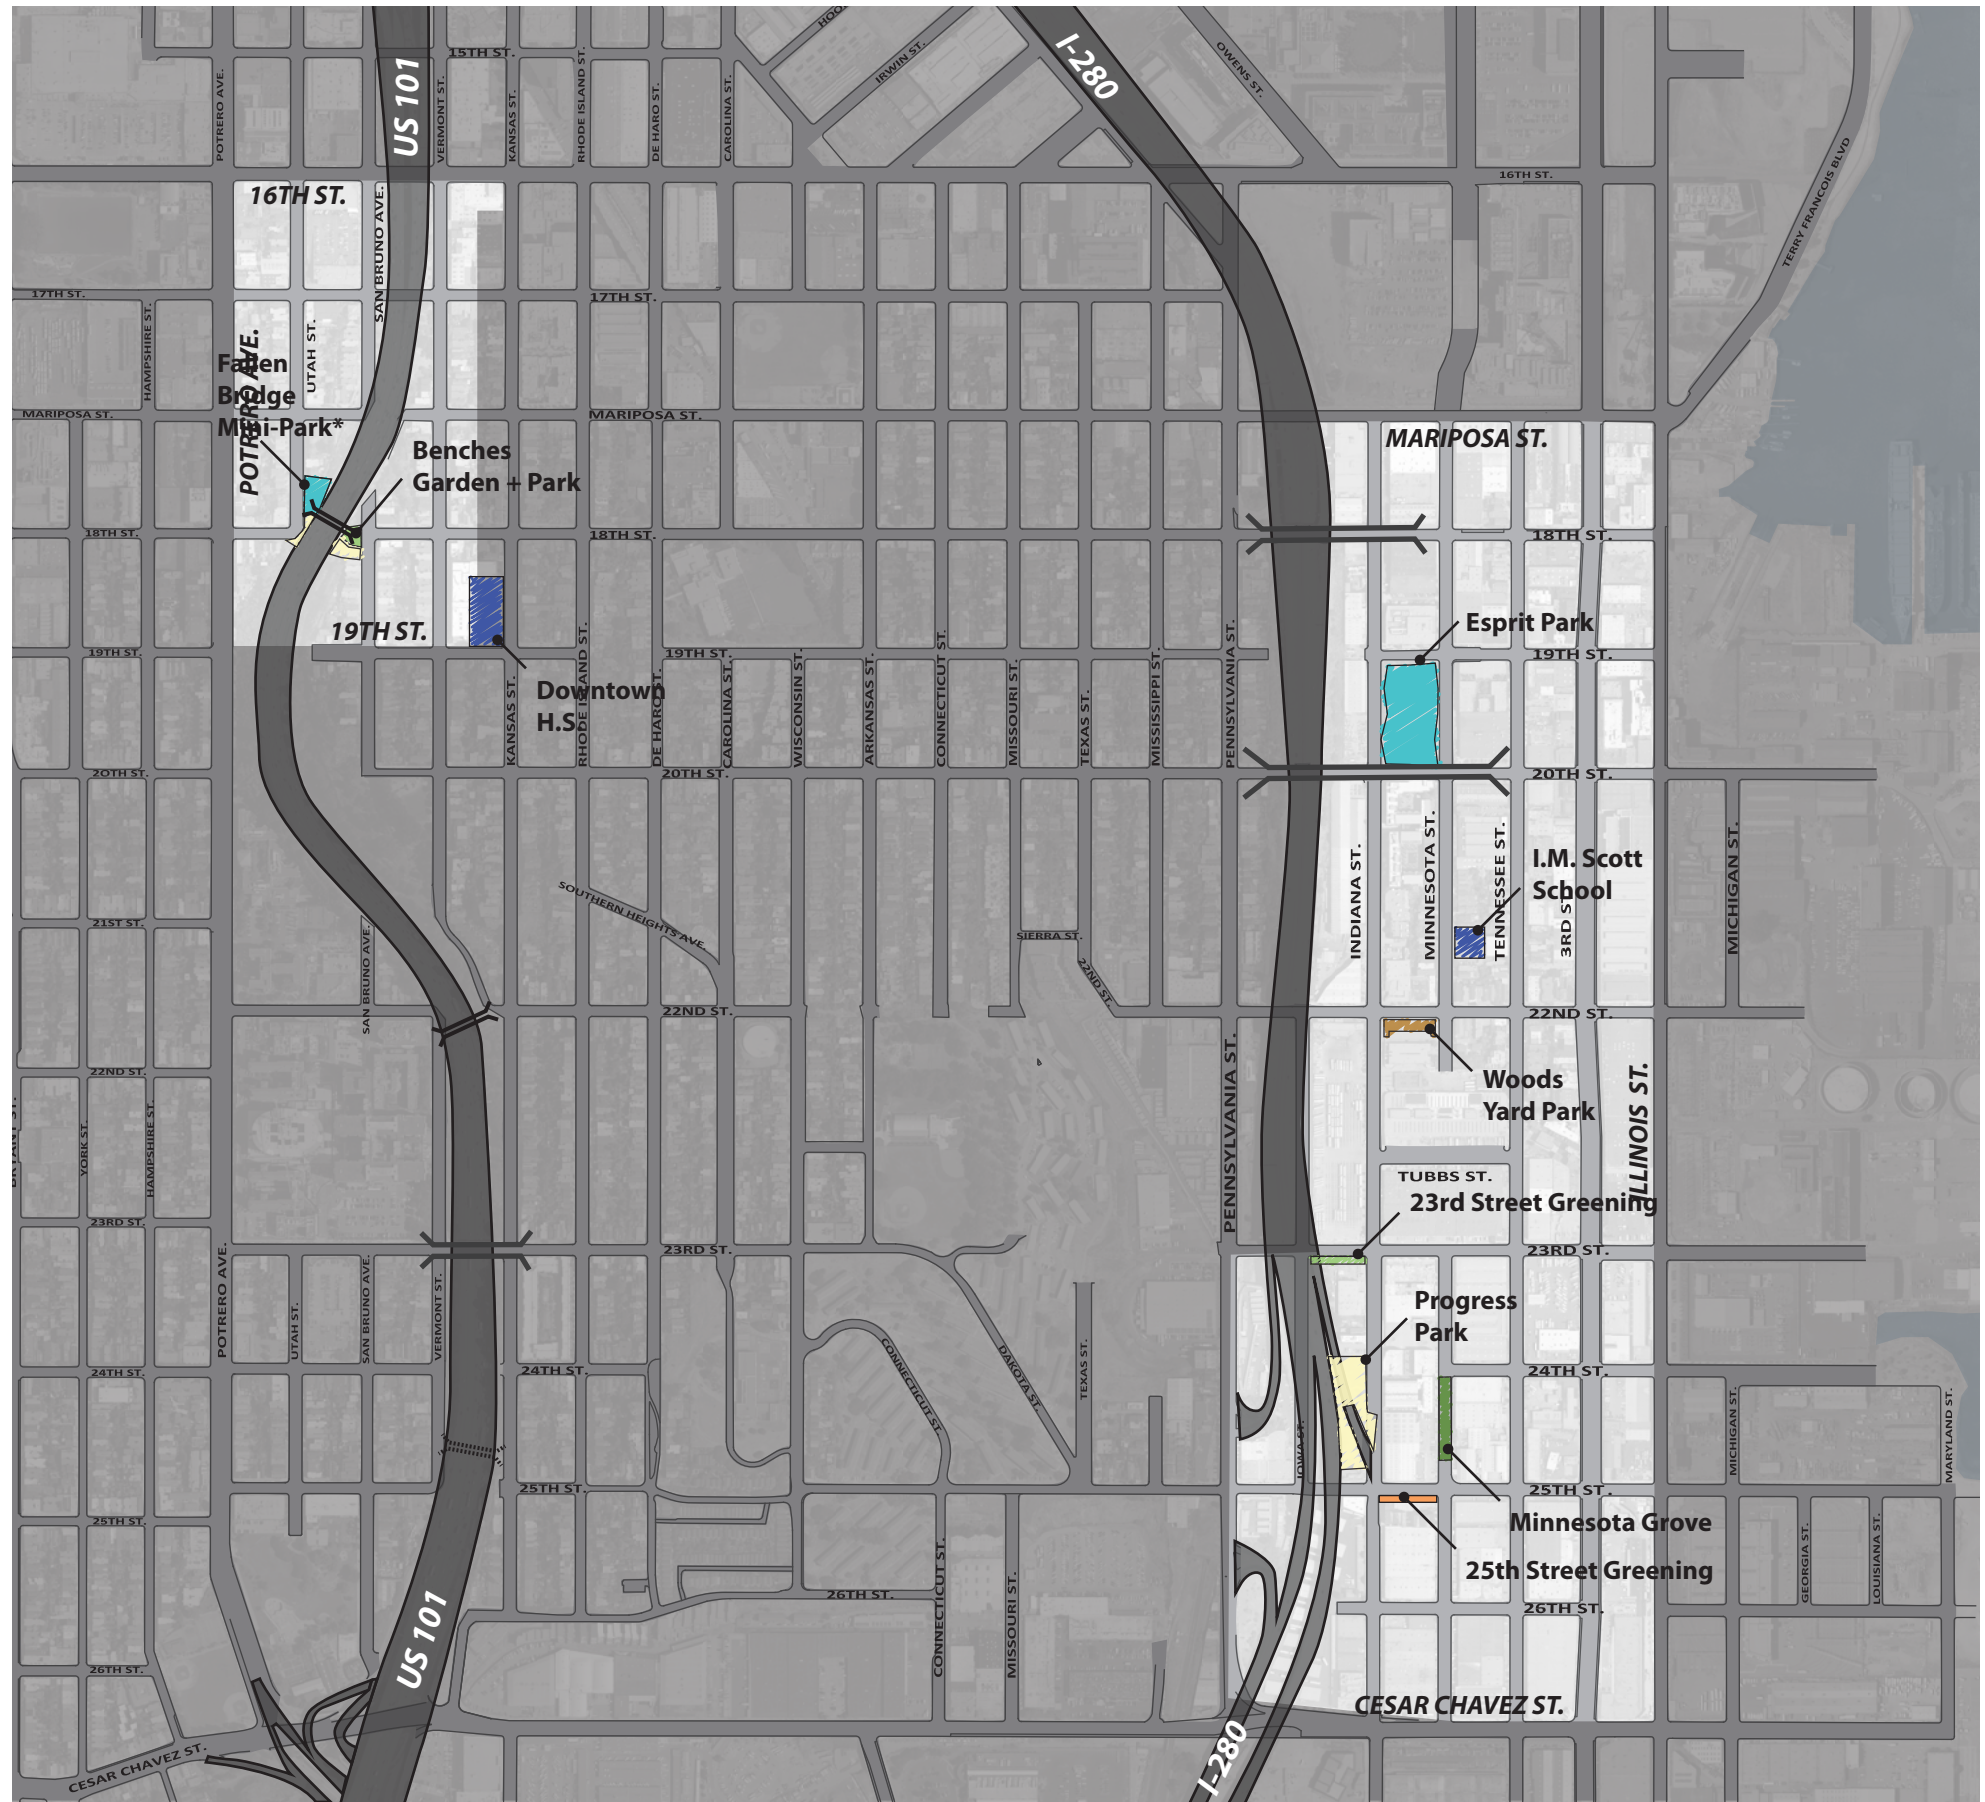 HOO
15TH ST.
IRWIN ST.
OWENS ST.
US 101
I-280
POTRERO AVE.
VERMONT ST.
KANSAS ST.
RHODE ISLAND ST.
DE HARO ST.
CAROLINA ST.
TERRY FRANCOIS BLVD
16TH ST.
16TH ST.
SAN BRUNO AVE.
17TH ST.
17TH ST.
HAMPSHIRE ST.
UTAH ST.
POTRERO AVE.
Fallen
Bridge
Mini-Park*
MARIPOSA ST.
MARIPOSA ST.
MARIPOSA ST.
Benches
Garden + Park
18TH ST.
18TH ST.
18TH ST.
19TH ST.
Esprit Park
19TH ST.
19TH ST.
19TH ST.
Downtown
H.S.
KANSAS ST.
RHODE ISLAND ST.
DE HARO ST.
CAROLINA ST.
WISCONSIN ST.
ARKANSAS ST.
CONNECTICUT ST.
MISSOURI ST.
TEXAS ST.
MISSISSIPPI ST.
PENNSYLVANIA ST.
20TH ST.
20TH ST.
20TH ST.
INDIANA ST.
MINNESOTA ST.
TENNESSEE ST.
3RD ST.
MICHIGAN ST.
I.M. Scott
School
SOUTHERN HEIGHTS AVE.
21ST ST.
SIERRA ST.
22ND ST.
SAN BRUNO AVE.
22ND ST.
22ND ST.
22ND ST.
Woods
Yard Park
PENNSYLVANIA ST.
ILLINOIS ST.
BRYANT ST.
YORK ST.
HAMPSHIRE ST.
TUBBS ST.
23rd Street Greening
23RD ST.
23RD ST.
23RD ST.
POTRERO AVE.
UTAH ST.
SAN BRUNO AVE.
VERMONT ST.
Progress
Park
CONNECTICUT ST.
DAKOTA ST.
TEXAS ST.
24TH ST.
24TH ST.
24TH ST.
IOWA ST.
MICHIGAN ST.
MARYLAND ST.
25TH ST.
25TH ST.
25TH ST.
Minnesota Grove
25th Street Greening
GEORGIA ST.
LOUISIANA ST.
CONNECTICUT ST.
MISSOURI ST.
26TH ST.
26TH ST.
26TH ST.
US 101
CESAR CHAVEZ ST.
CESAR CHAVEZ ST.
I-280